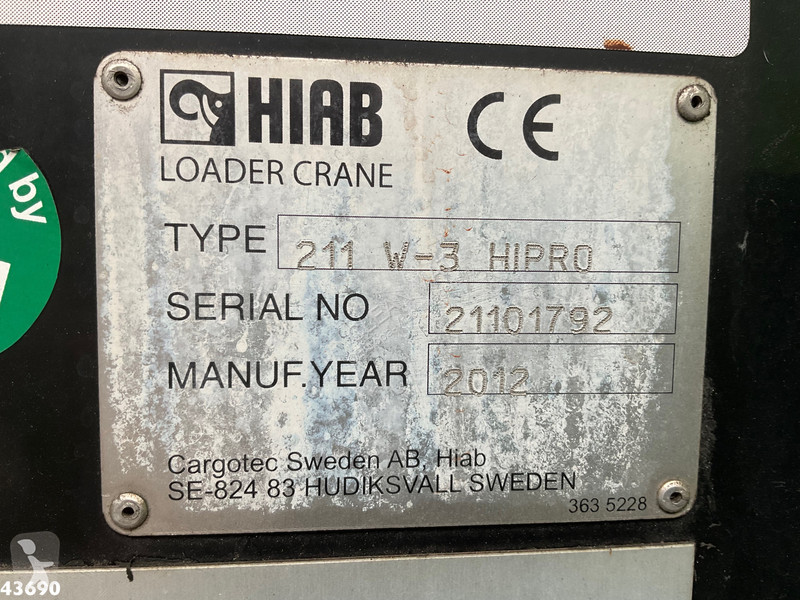 HIAB CE
LOADER CRANE
TYPE 211 W-3 HIPRO
SERIAL NO 21101792
MANUF.YEAR 2012
Cargotec Sweden AB, Hiab
SE-824 83 HUDIKSVALL SWEDEN
363 5228
by
43690